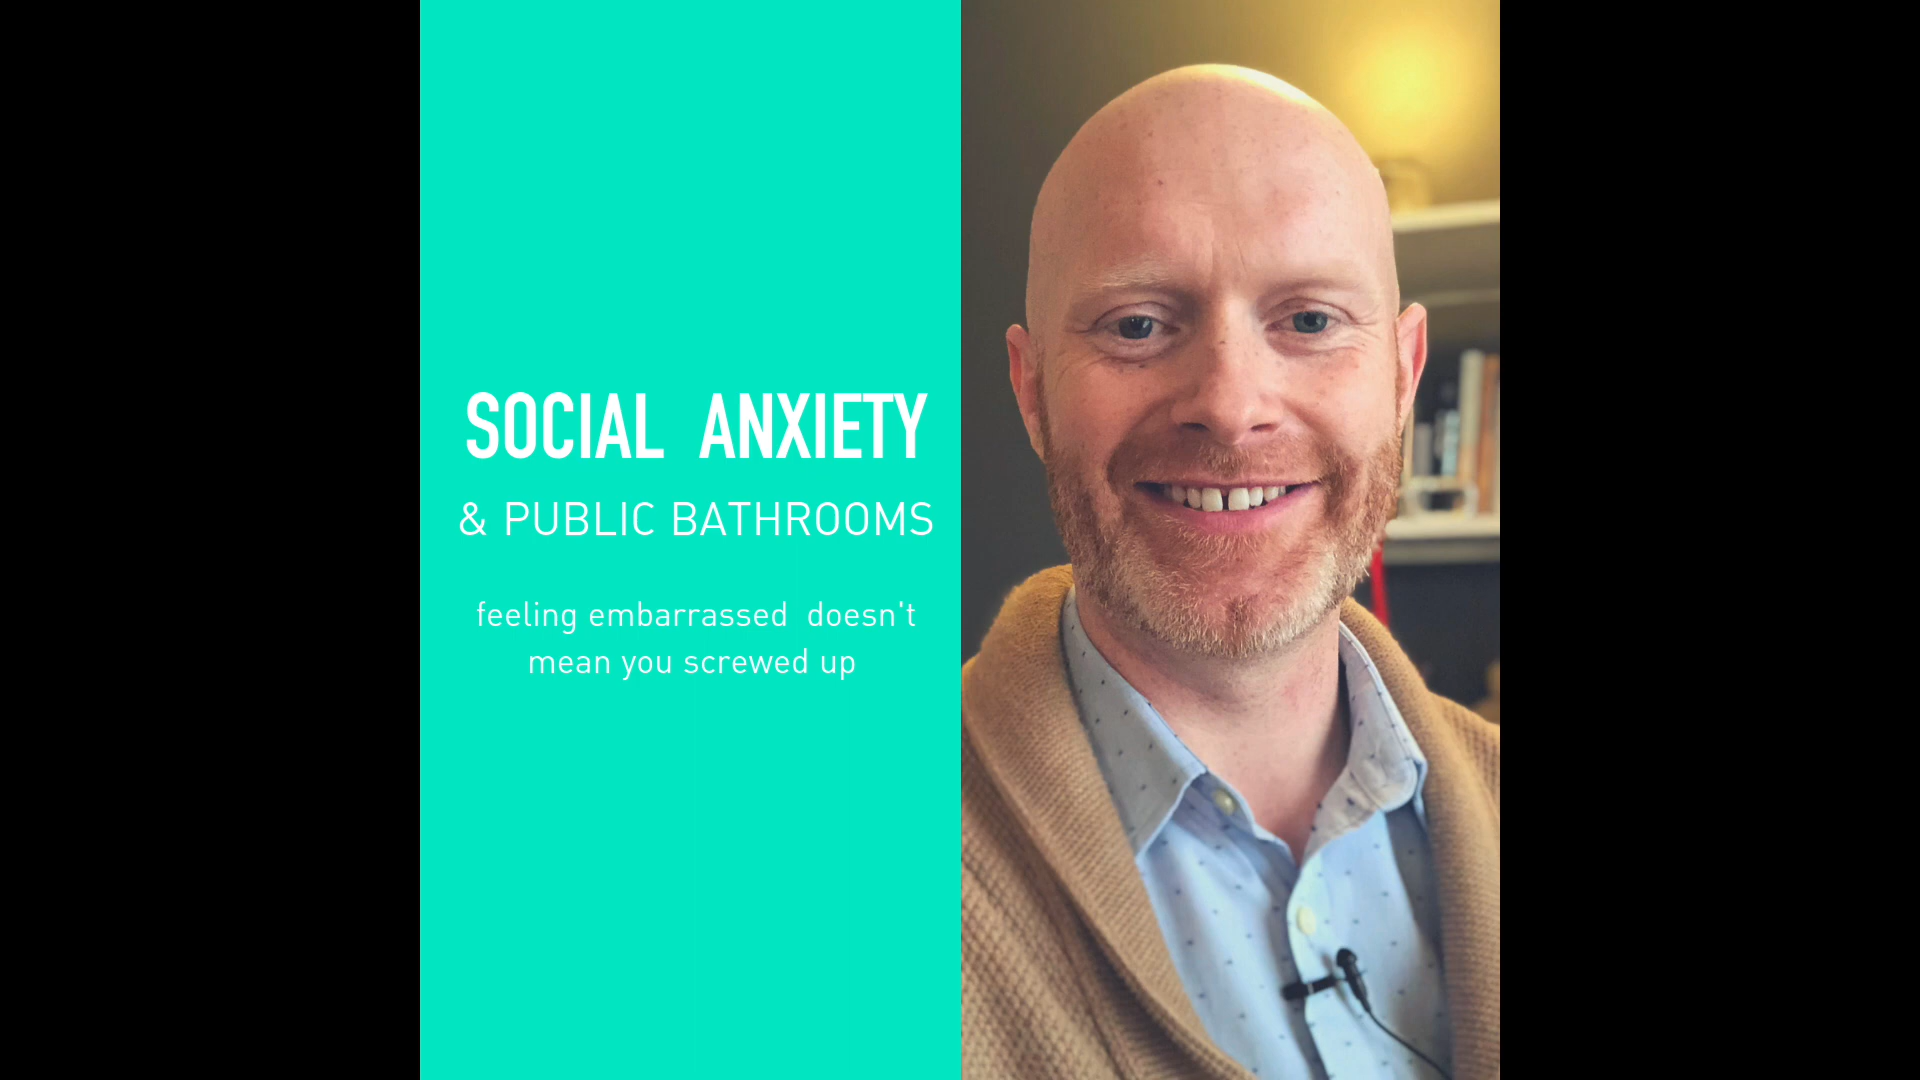 SOCIAL ANXIETY
& PUBLIC BATHROOMS
feeling embarrassed doesn't
mean you screwed up